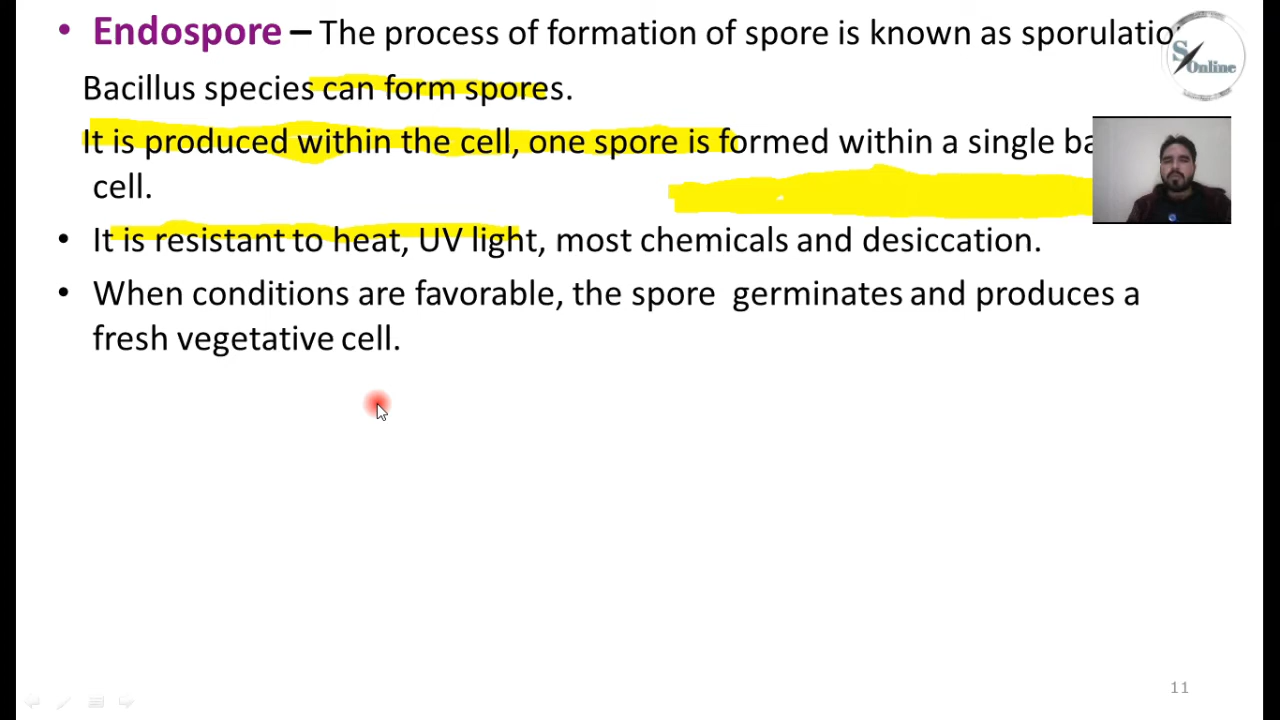 • Endospore – The process of formation of spore is known as
Bacillus species can form spores.
It is produced within the cell, one spore is formed within a single
cell.
• It is resistant to heat, UV light, most chemicals and desiccation.
• When conditions are favorable, the spore germinates and produces a
fresh vegetative cell.
S Online
11